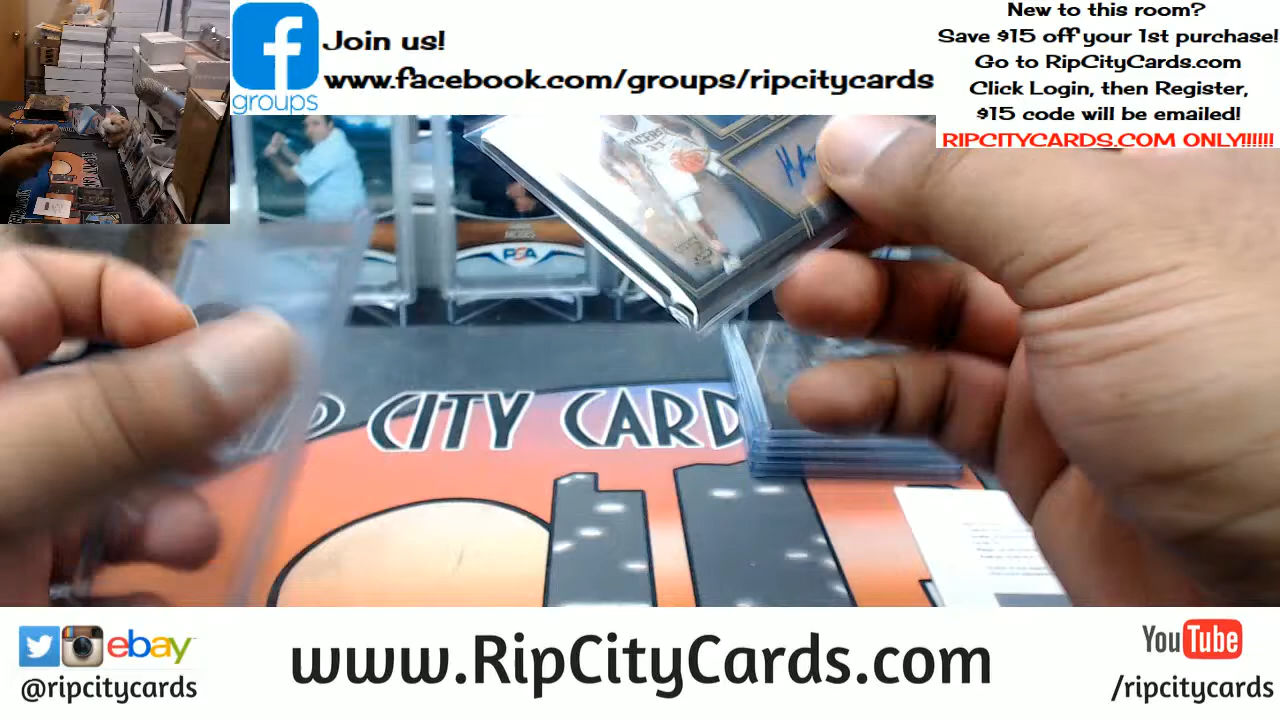 Join us!
www.facebook.com/groups/ripcitycards
groups
New to this room?
Save $15 off your 1st purchase!
Go to RipCityCards.com
Click Login, then Register,
$15 code will be emailed!
RIPCITYCARDS.COM ONLY!!!!!!
PACERS
33
PSA
CITY CARD
ebay
@ripcitycards
www.RipCityCards.com
YouTube
/ripcitycards